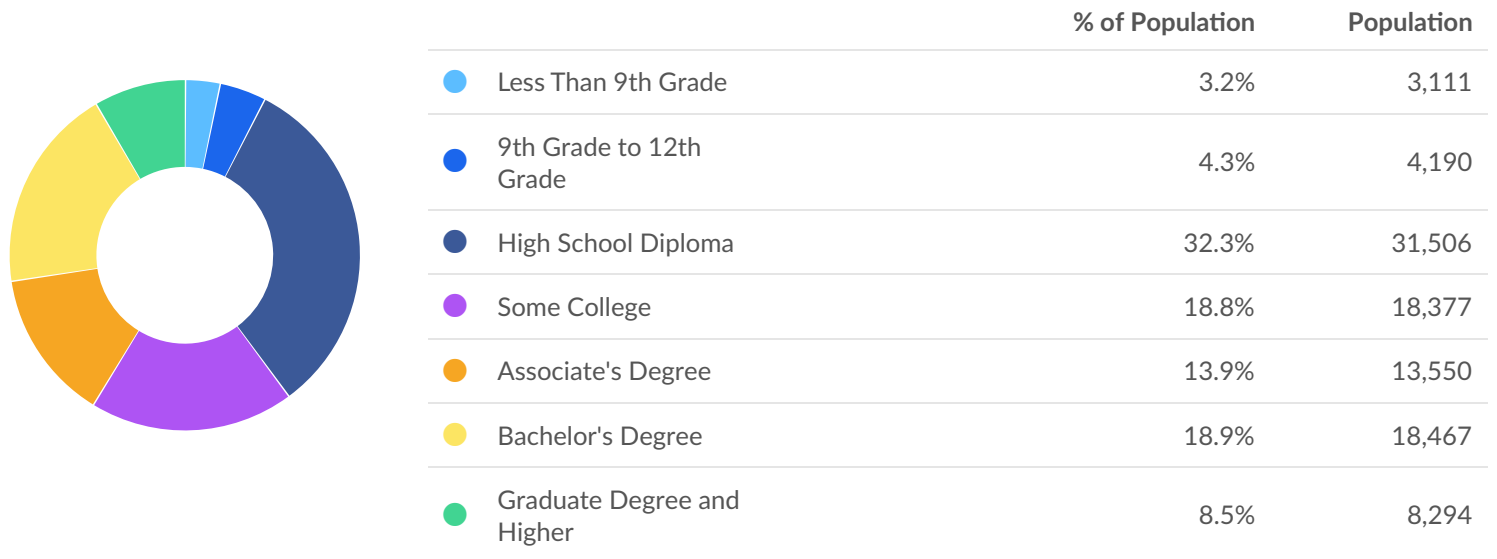 % of Population Population
Less Than 9th Grade 3.2% 3,111
9th Grade to 12th
Grade 4.3% 4,190
High School Diploma 32.3% 31,506
Some College 18.8% 18,377
Associate's Degree 13.9% 13,550
Bachelor's Degree 18.9% 18,467
Graduate Degree and
Higher 8.5% 8,294